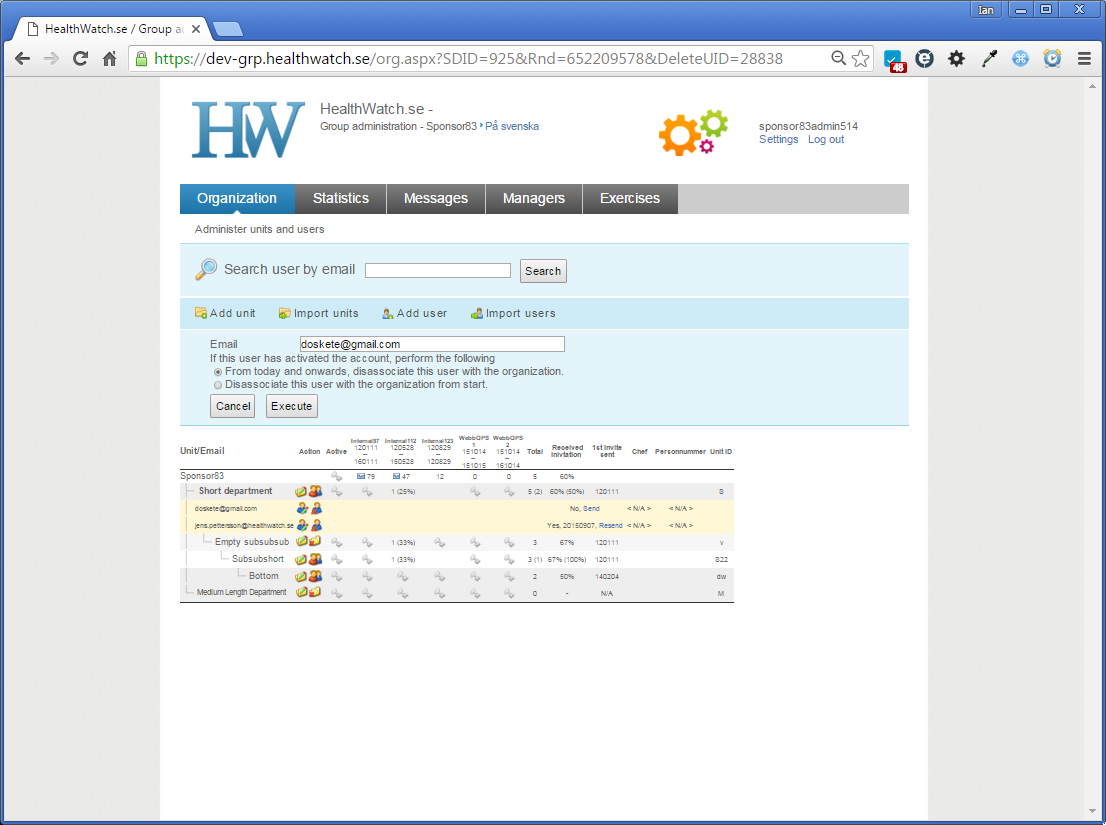 Ian
HealthWatch.se / Group ac
https://dev-grp.healthwatch.se/org.aspx?SDID=925&Rnd=652209578&DeleteUID=28838
48
HW
HealthWatch.se -
Group administration - Sponsor83 På svenska
sponsor83admin514
Settings Log out
Organization Statistics Messages Managers Exercises
Administer units and users
Search user by email Search
Add unit Import units Add user Import users
Email doskete@gmail.com
If this user has activated the account, perform the following
From today and onwards, disassociate this user with the organization.
Disassociate this user with the organization from start.
Cancel Execute
Unit/Email Action Active Internal87 120111 – 160111 Internal112 120528 – 150528 Internal123 120829 – 120829 WebbQPS 1 151014 – 151015 WebbQPS 2 151014 – 161014 Total Received Inivtation 1st invite sent Chef Personnummer Unit ID
Sponsor83 79 47 12 0 0 5 60%
Short department 1 (25%) 5 (2) 60% (50%) 120111 S
doskete@gmail.com No, Send < N/A > < N/A >
jens.pettersson@healthwatch.se Yes, 20150907, Resend < N/A > < N/A >
Empty subsubsub 1 (33%) 3 67% 120111 v
Subsubshort 1 (33%) 3 (1) 67% (100%) 120111 S22
Bottom 2 50% 140204 dw
Medium Length Department 0 - N/A M